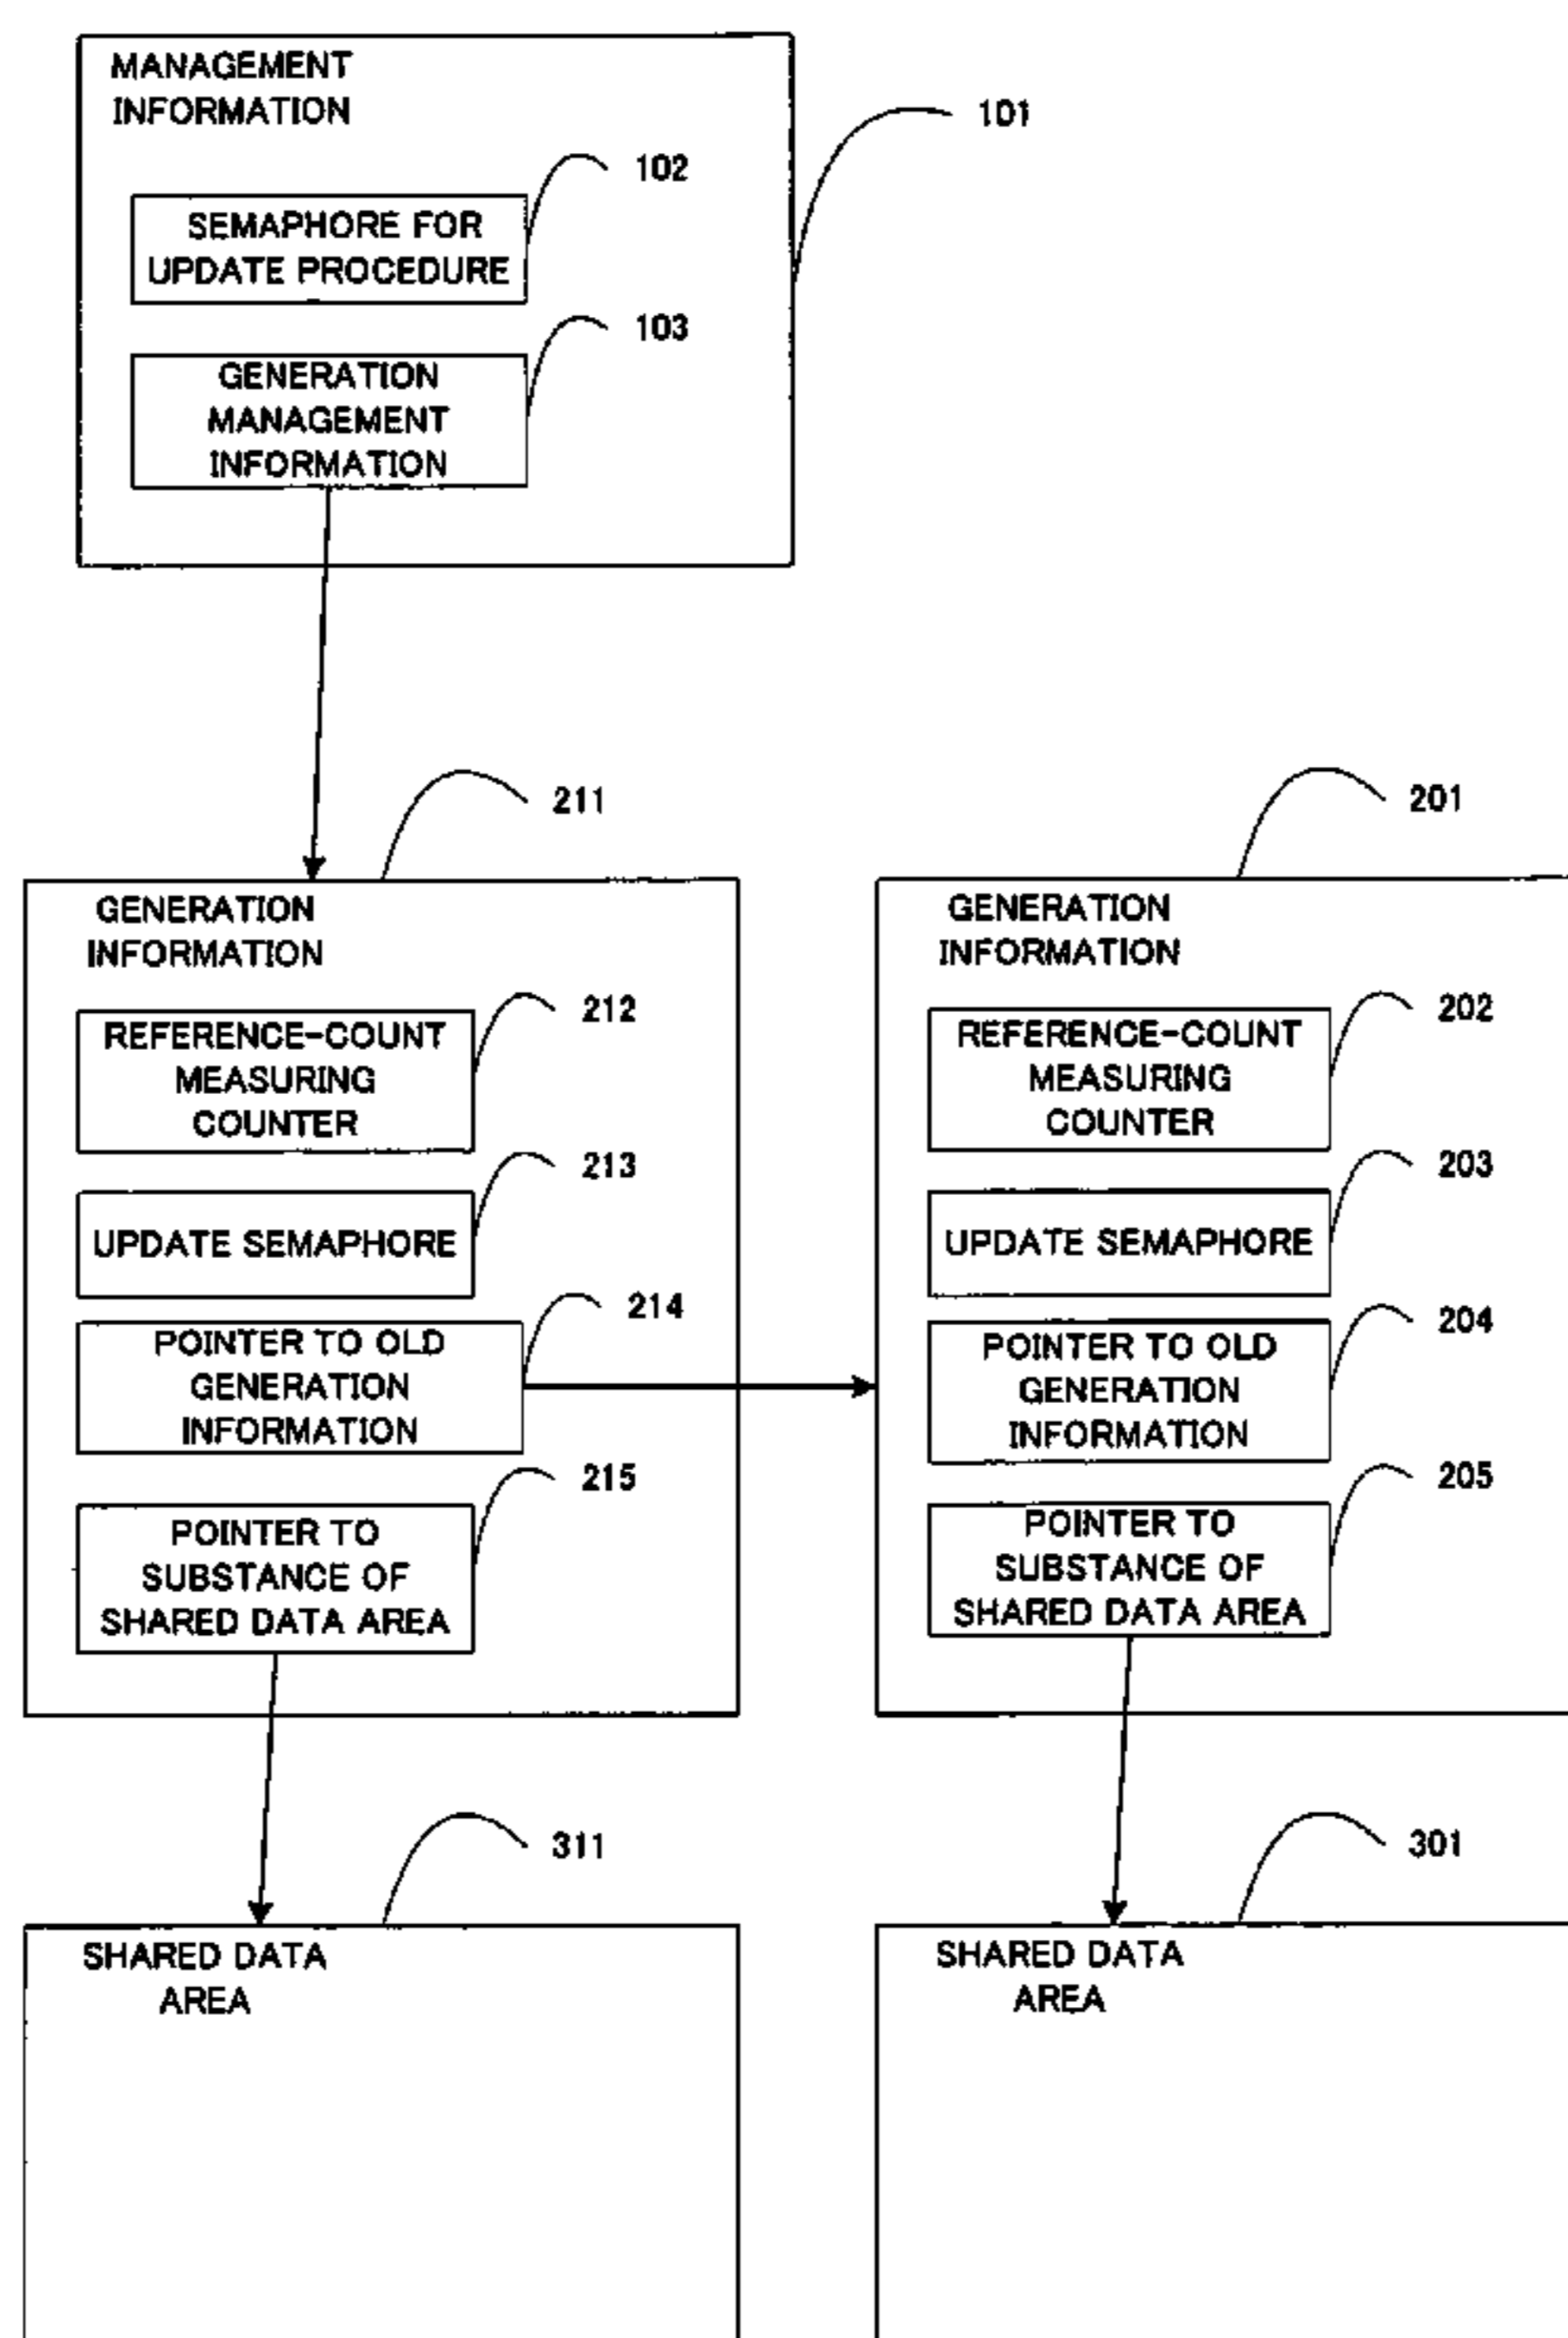 MANAGEMENT
INFORMATION
101
102
SEMAPHORE FOR
UPDATE PROCEDURE
103
GENERATION
MANAGEMENT
INFORMATION
211
GENERATION
INFORMATION
212
REFERENCE-COUNT
MEASURING
COUNTER
213
UPDATE SEMAPHORE
214
POINTER TO OLD
GENERATION
INFORMATION
215
POINTER TO
SUBSTANCE OF
SHARED DATA AREA
201
GENERATION
INFORMATION
202
REFERENCE-COUNT
MEASURING
COUNTER
203
UPDATE SEMAPHORE
204
POINTER TO OLD
GENERATION
INFORMATION
205
POINTER TO
SUBSTANCE OF
SHARED DATA AREA
311
SHARED DATA
AREA
301
SHARED DATA
AREA